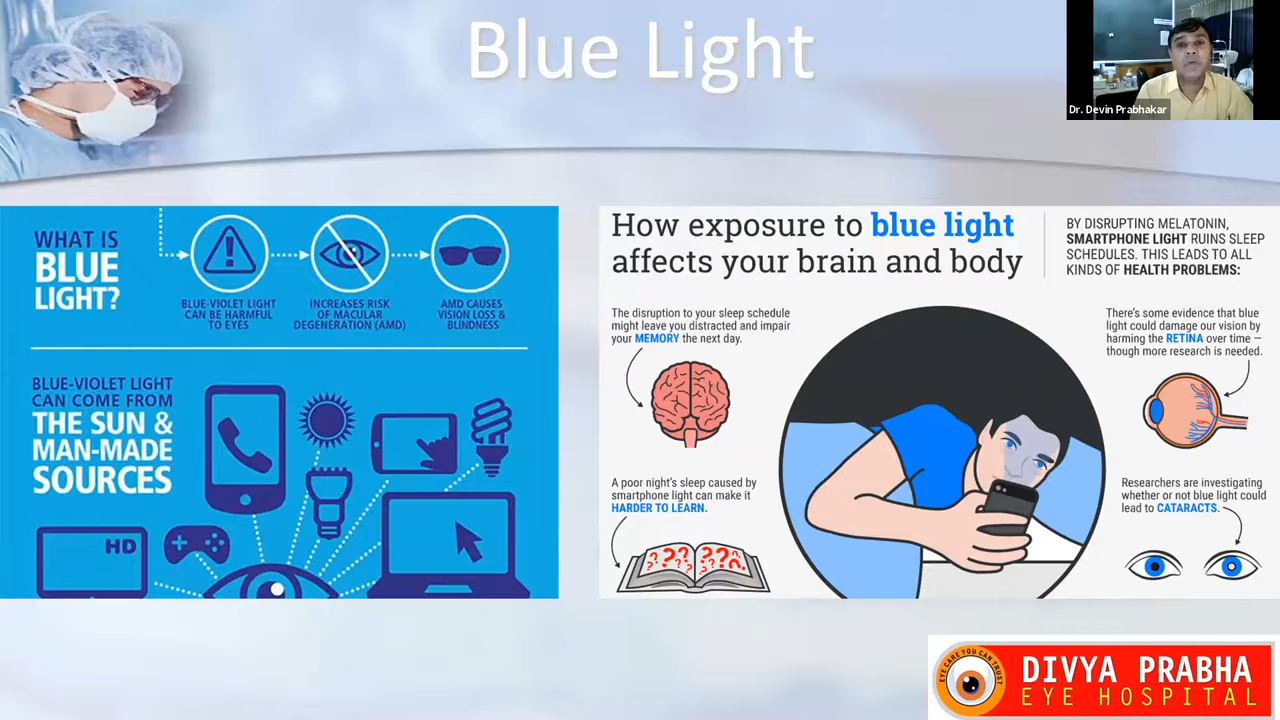 Blue Light
Dr. Devin Prabhakar
WHAT IS
BLUE
LIGHT?
BLUE-VIOLET LIGHT
CAN BE HARMFUL
TO EYES
INCREASES RISK
OF MACULAR
DEGENERATION (AMD)
AMD CAUSES
VISION LOSS &
BLINDNESS
BLUE-VIOLET LIGHT
CAN COME FROM
THE SUN &
MAN-MADE
SOURCES
HD
How exposure to blue light
affects your brain and body
BY DISRUPTING MELATONIN,
SMARTPHONE LIGHT RUINS SLEEP
SCHEDULES. THIS LEADS TO ALL
KINDS OF HEALTH PROBLEMS:
The disruption to your sleep schedule
might leave you distracted and impair
your MEMORY the next day.
There's some evidence that blue
light could damage our vision by
harming the RETINA over time —
though more research is needed.
A poor night's sleep caused by
smartphone light can make it
HARDER TO LEARN.
Researchers are investigating
whether or not blue light could
lead to CATARACTS.
EYE CARE YOU CAN TRUST
DIVYA PRABHA
EYE HOSPITAL